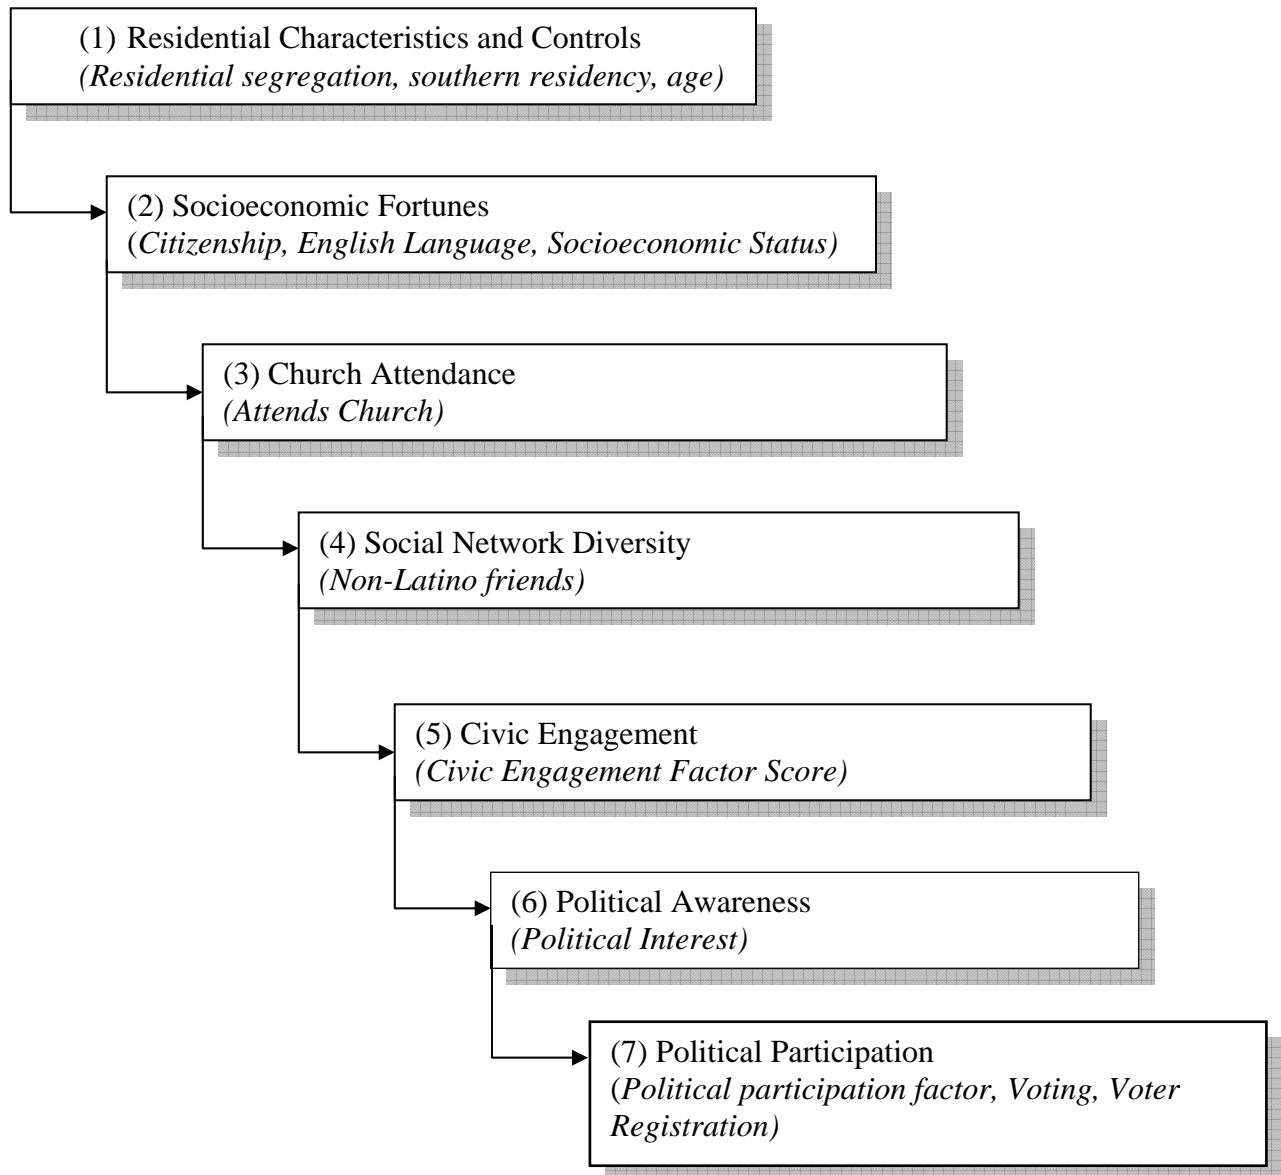 (1) Residential Characteristics and Controls
(Residential segregation, southern residency, age)
(2) Socioeconomic Fortunes
(Citizenship, English Language, Socioeconomic Status)
(3) Church Attendance
(Attends Church)
(4) Social Network Diversity
(Non-Latino friends)
(5) Civic Engagement
(Civic Engagement Factor Score)
(6) Political Awareness
(Political Interest)
(7) Political Participation
(Political participation factor, Voting, Voter
Registration)